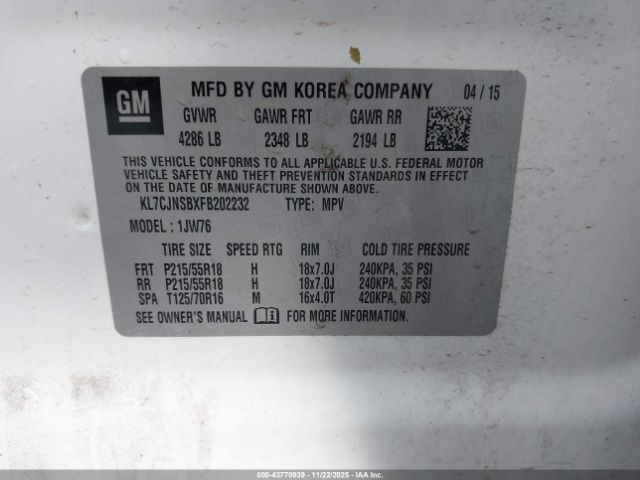 GM
MFD BY GM KOREA COMPANY 04 / 15
GVWR GAWR FRT GAWR RR
4286 LB 2348 LB 2194 LB
THIS VEHICLE CONFORMS TO ALL APPLICABLE U.S. FEDERAL MOTOR
VEHICLE SAFETY AND THEFT PREVENTION STANDARDS IN EFFECT ON
THE DATE OF MANUFACTURE SHOWN ABOVE.
KL7CJNSBXFB202232 TYPE: MPV
MODEL: 1JW76
TIRE SIZE SPEED RTG RIM COLD TIRE PRESSURE
FRT P215/55R18 H 18x7.0J 240KPA, 35 PSI
RR P215/55R18 H 18x7.0J 240KPA, 35 PSI
SPA T125/70R16 M 16x4.0T 420KPA, 60 PSI
SEE OWNER'S MANUAL i FOR MORE INFORMATION.
000-43770939 - 11/22/2025 - IAAI.COM